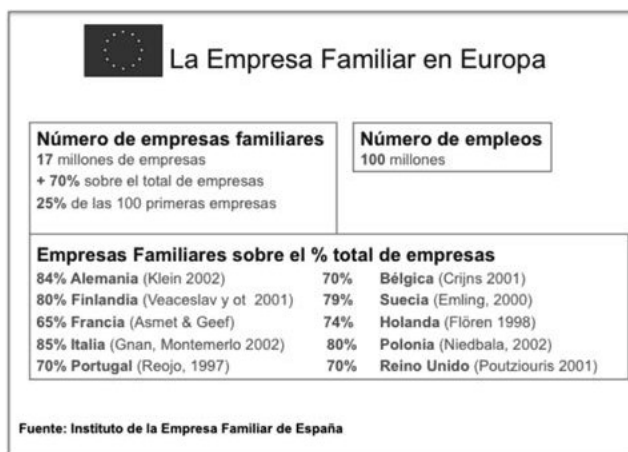 La Empresa Familiar en Europa
Número de empresas familiares
17 millones de empresas
+ 70% sobre el total de empresas
25% de las 100 primeras empresas
Número de empleos
100 millones
Empresas Familiares sobre el % total de empresas
84% Alemania (Klein 2002) 70% Bélgica (Crijns 2001)
80% Finlandia (Veaceslav y ot 2001) 79% Suecia (Emling, 2000)
65% Francia (Asmet & Geef) 74% Holanda (Flören 1998)
85% Italia (Gnan, Montemerlo 2002) 80% Polonia (Niedbala, 2002)
70% Portugal (Reojo, 1997) 70% Reino Unido (Poutziouris 2001)
Fuente: Instituto de la Empresa Familiar de España